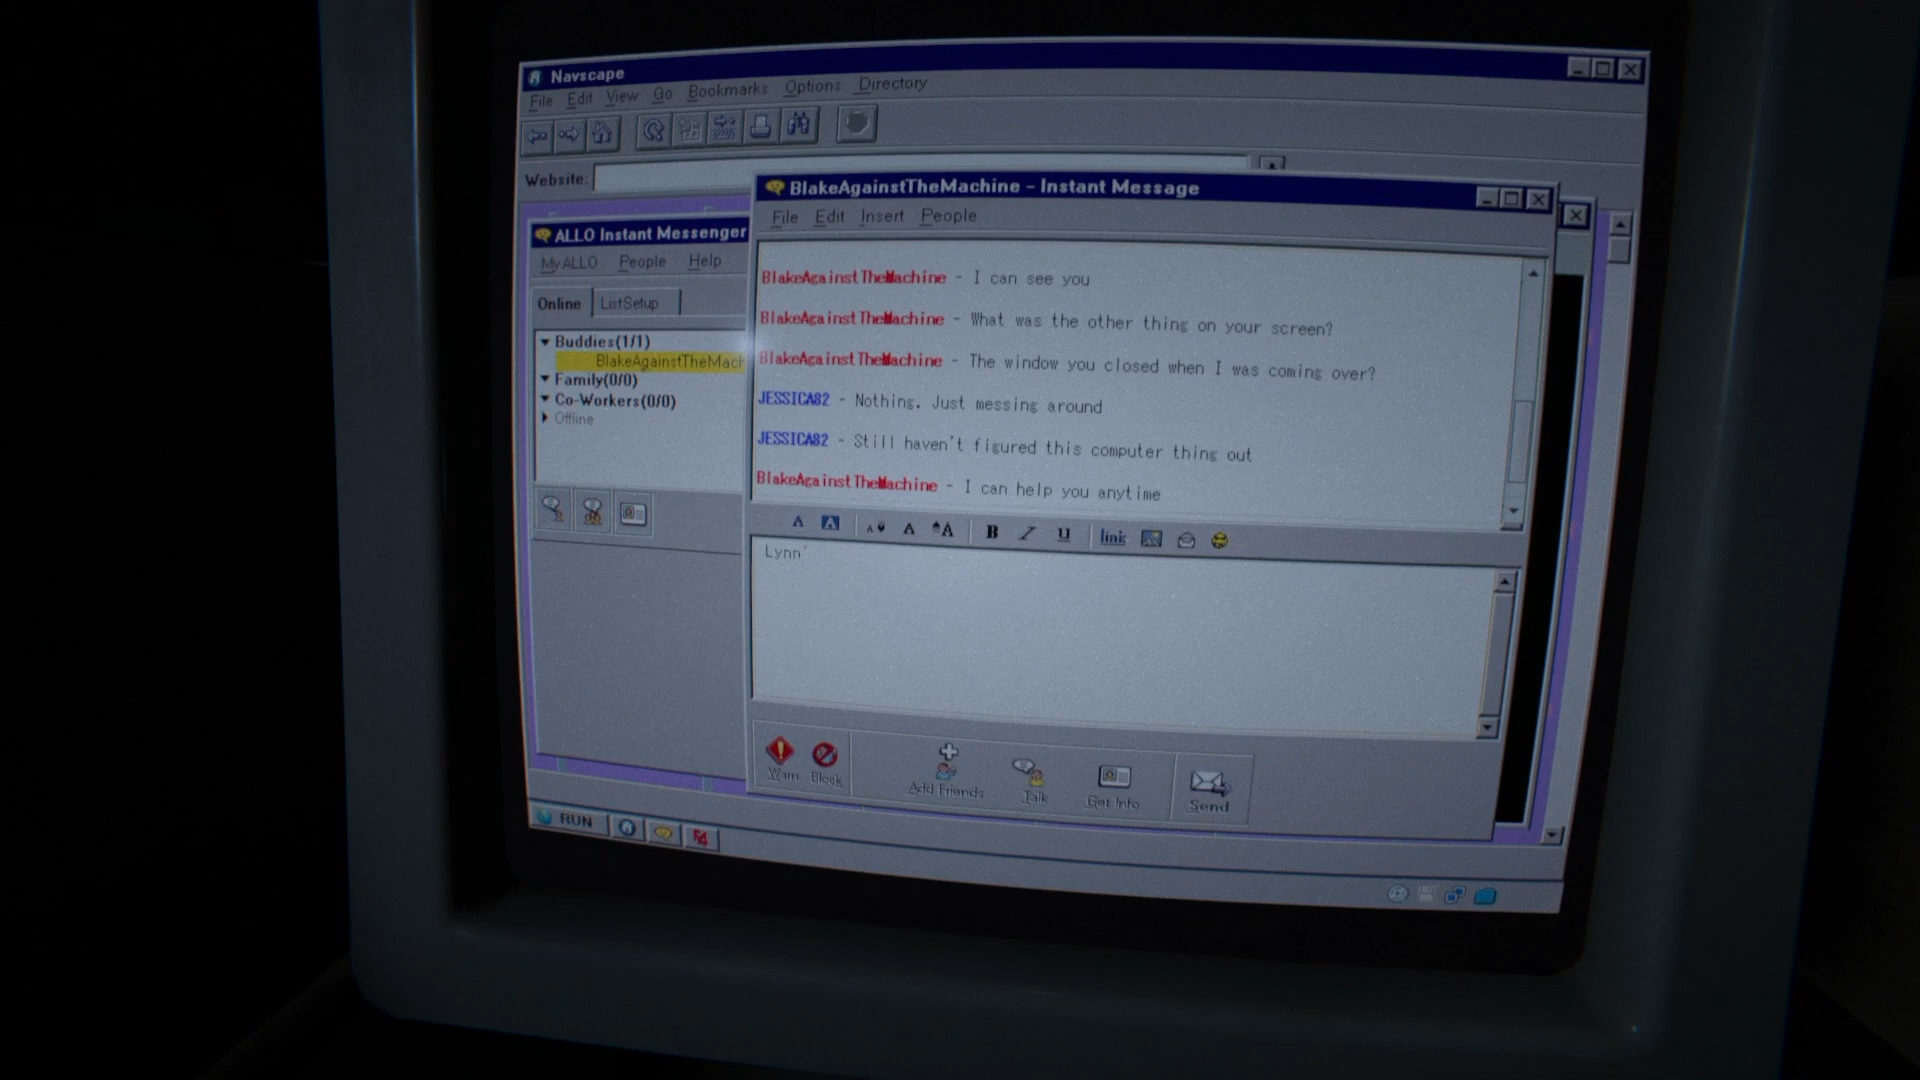 Navscape
File Edit View Go Bookmarks Options Directory
Website:
BlakeAgainstTheMachine - Instant Message
File Edit Insert People
ALLO Instant Messenger
My ALLO People Help
Online List Setup
Buddies(1/1)
BlakeAgainstTheMach
Family(0/0)
Co-Workers(0/0)
Offline
BlakeAgainstTheMachine - I can see you
BlakeAgainstTheMachine - What was the other thing on your screen?
BlakeAgainstTheMachine - The window you closed when I was coming over?
JESSICA82 - Nothing. Just messing around
JESSICA82 - Still haven't figured this computer thing out
BlakeAgainstTheMachine - I can help you anytime
A A A A A B I U link
Lynn'
Warn Block Add Friends Talk Get Info Send
RUN